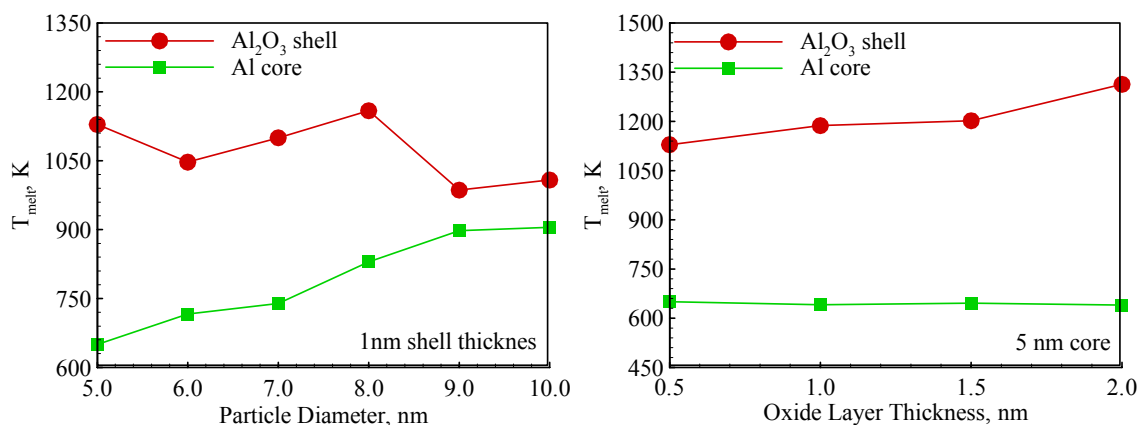 1350
1200
1050
900
750
600
T_melt, K
Al₂O₃ shell
Al core
1nm shell thicknes
5.0 6.0 7.0 8.0 9.0 10.0
Particle Diameter, nm
1500
1350
1200
1050
900
750
600
450
T_melt, K
Al₂O₃ shell
Al core
5 nm core
0.5 1.0 1.5 2.0
Oxide Layer Thickness, nm